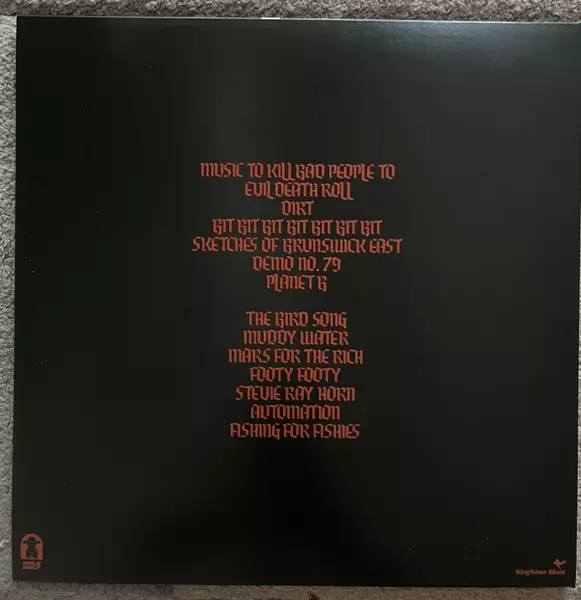 MUSIC TO KILL BAD PEOPLE TO
EVIL DEATH ROLL
DIRT
BIT BIT BIT BIT BIT BIT BIT
SKETCHES OF BRUNSWICK EAST
DEMO NO. 79
PLANET B
THE BIRD SONG
MUDDY WATER
MARS FOR THE RICH
FOOTY FOOTY
STEVIE RAY HORN
AUTOMATION
FISHING FOR FISHIES
Kingfisher Bluez